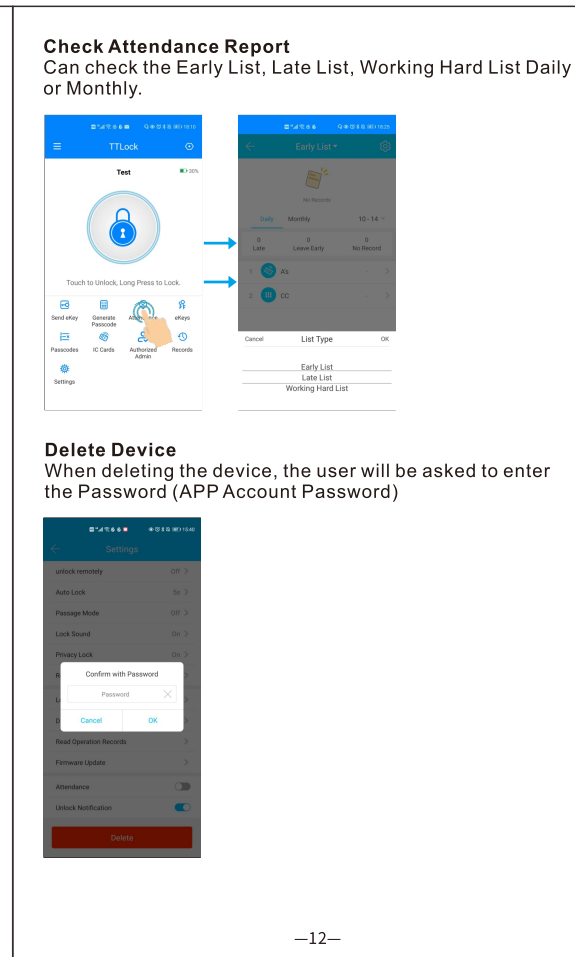 Check Attendance Report
Can check the Early List, Late List, Working Hard List Daily
or Monthly.
16:10
TTLock
Test
30%
Touch to Unlock, Long Press to Lock.
Send eKey
Generate
Passcode
eKeys
Passcodes
IC Cards
Authorized
Admin
Records
Settings
16:25
Early List
No Records
Daily Monthly 10 - 14
0 0 0
Late Leave Early No Record
1 A's
2 CC
Cancel List Type OK
Early List
Late List
Working Hard List
Delete Device
When deleting the device, the user will be asked to enter
the Password (APP Account Password)
15:40
Settings
unlock remotely Off
Auto Lock 5s
Passage Mode Off
Lock Sound On
Privacy Lock On
Confirm with Password
Password
Cancel OK
Read Operation Records
Firmware Update
Attendance
Unlock Notification
Delete
—12—